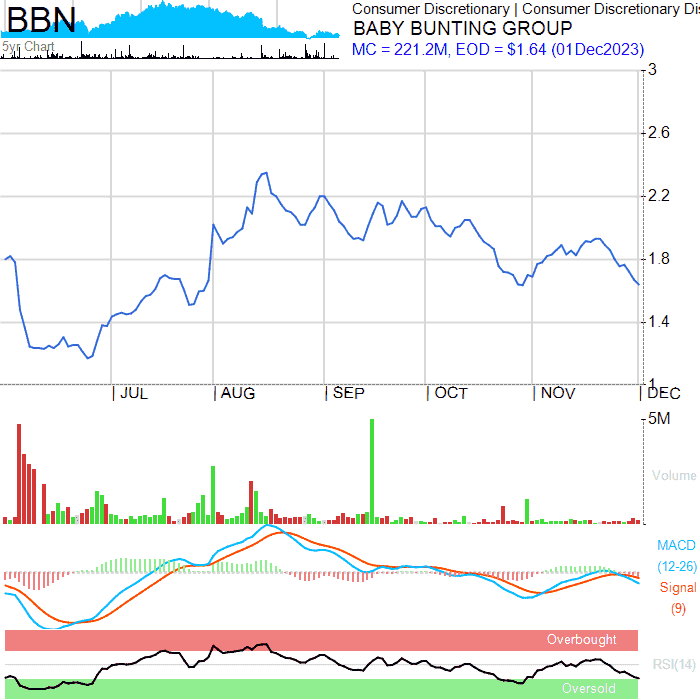 BBN
5yr Chart
Consumer Discretionary | Consumer Discretionary Dis
BABY BUNTING GROUP
MC = 221.2M, EOD = $1.64 (01Dec2023)
3
2.6
2.2
1.8
1.4
1
JUL AUG SEP OCT NOV DEC
5M
Volume
MACD
(12-26)
Signal
(9)
Overbought
RSI(14)
Oversold